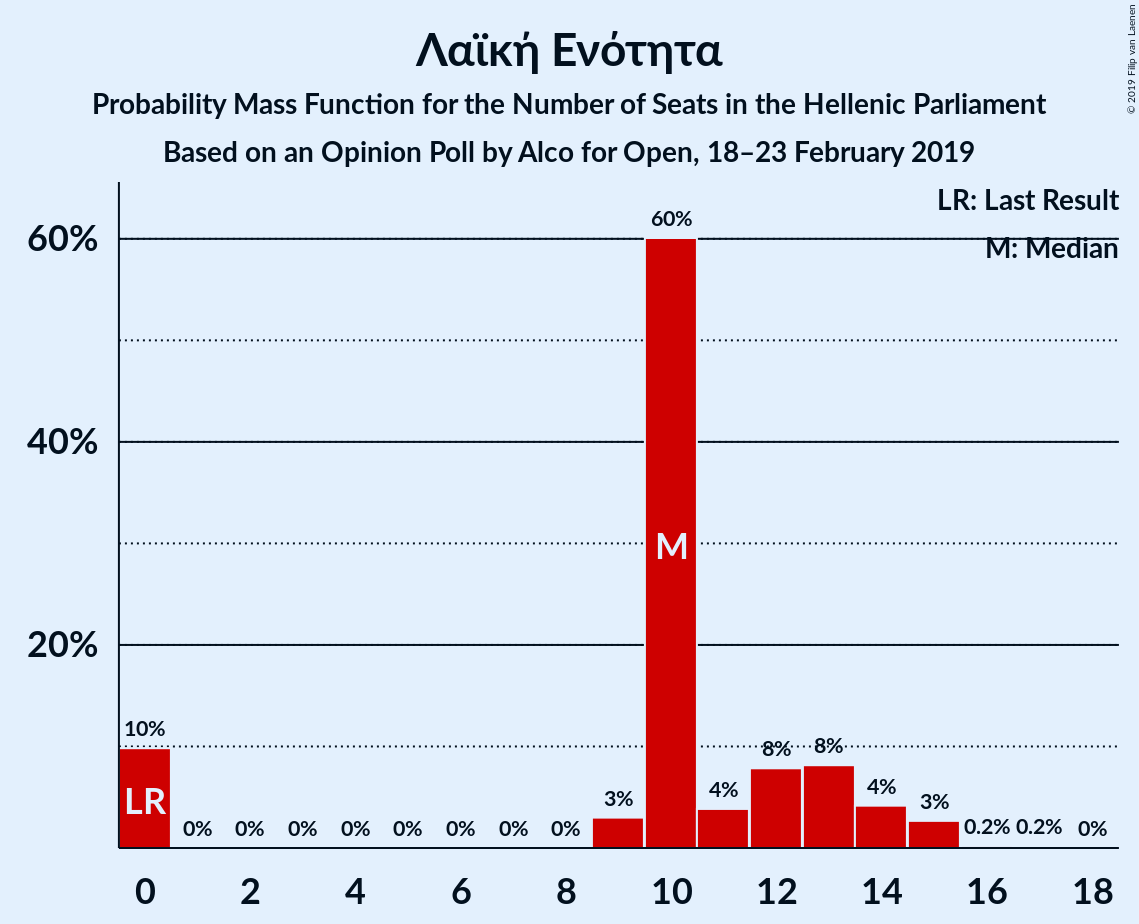 Λαϊκή Ενότητα
Probability Mass Function for the Number of Seats in the Hellenic Parliament
Based on an Opinion Poll by Alco for Open, 18–23 February 2019
© 2019 Filip van Laenen
LR: Last Result
M: Median
60%
40%
20%
10%
0%
0%
0%
0%
0%
0%
0%
0%
3%
60%
4%
8%
8%
4%
3%
0.2%
0.2%
0%
LR
M
0 2 4 6 8 10 12 14 16 18